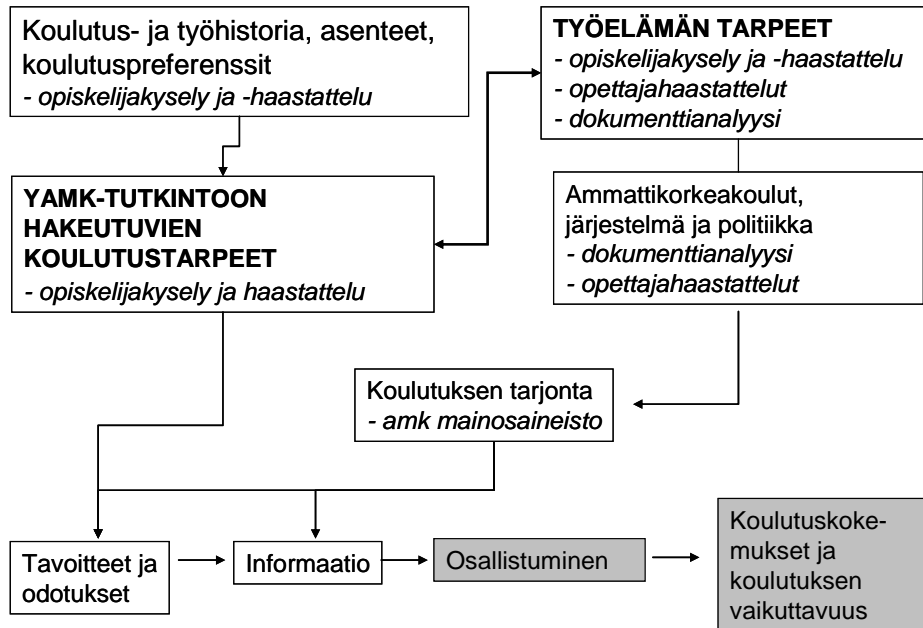 Koulutus- ja työhistoria, asenteet,
koulutuspreferenssit
- opiskelijakysely ja -haastattelu
TYÖELÄMÄN TARPEET
- opiskelijakysely ja -haastattelu
- opettajahaastattelut
- dokumenttianalyysi
YAMK-TUTKINTOON
HAKEUTUVIEN
KOULUTUSTARPEET
- opiskelijakysely ja haastattelu
Ammattikorkeakoulut,
järjestelmä ja politiikka
- dokumenttianalyysi
- opettajahaastattelut
Koulutuksen tarjonta
- amk mainosaineisto
Tavoitteet ja
odotukset
Informaatio
Osallistuminen
Koulutuskoke-
mukset ja
koulutuksen
vaikuttavuus